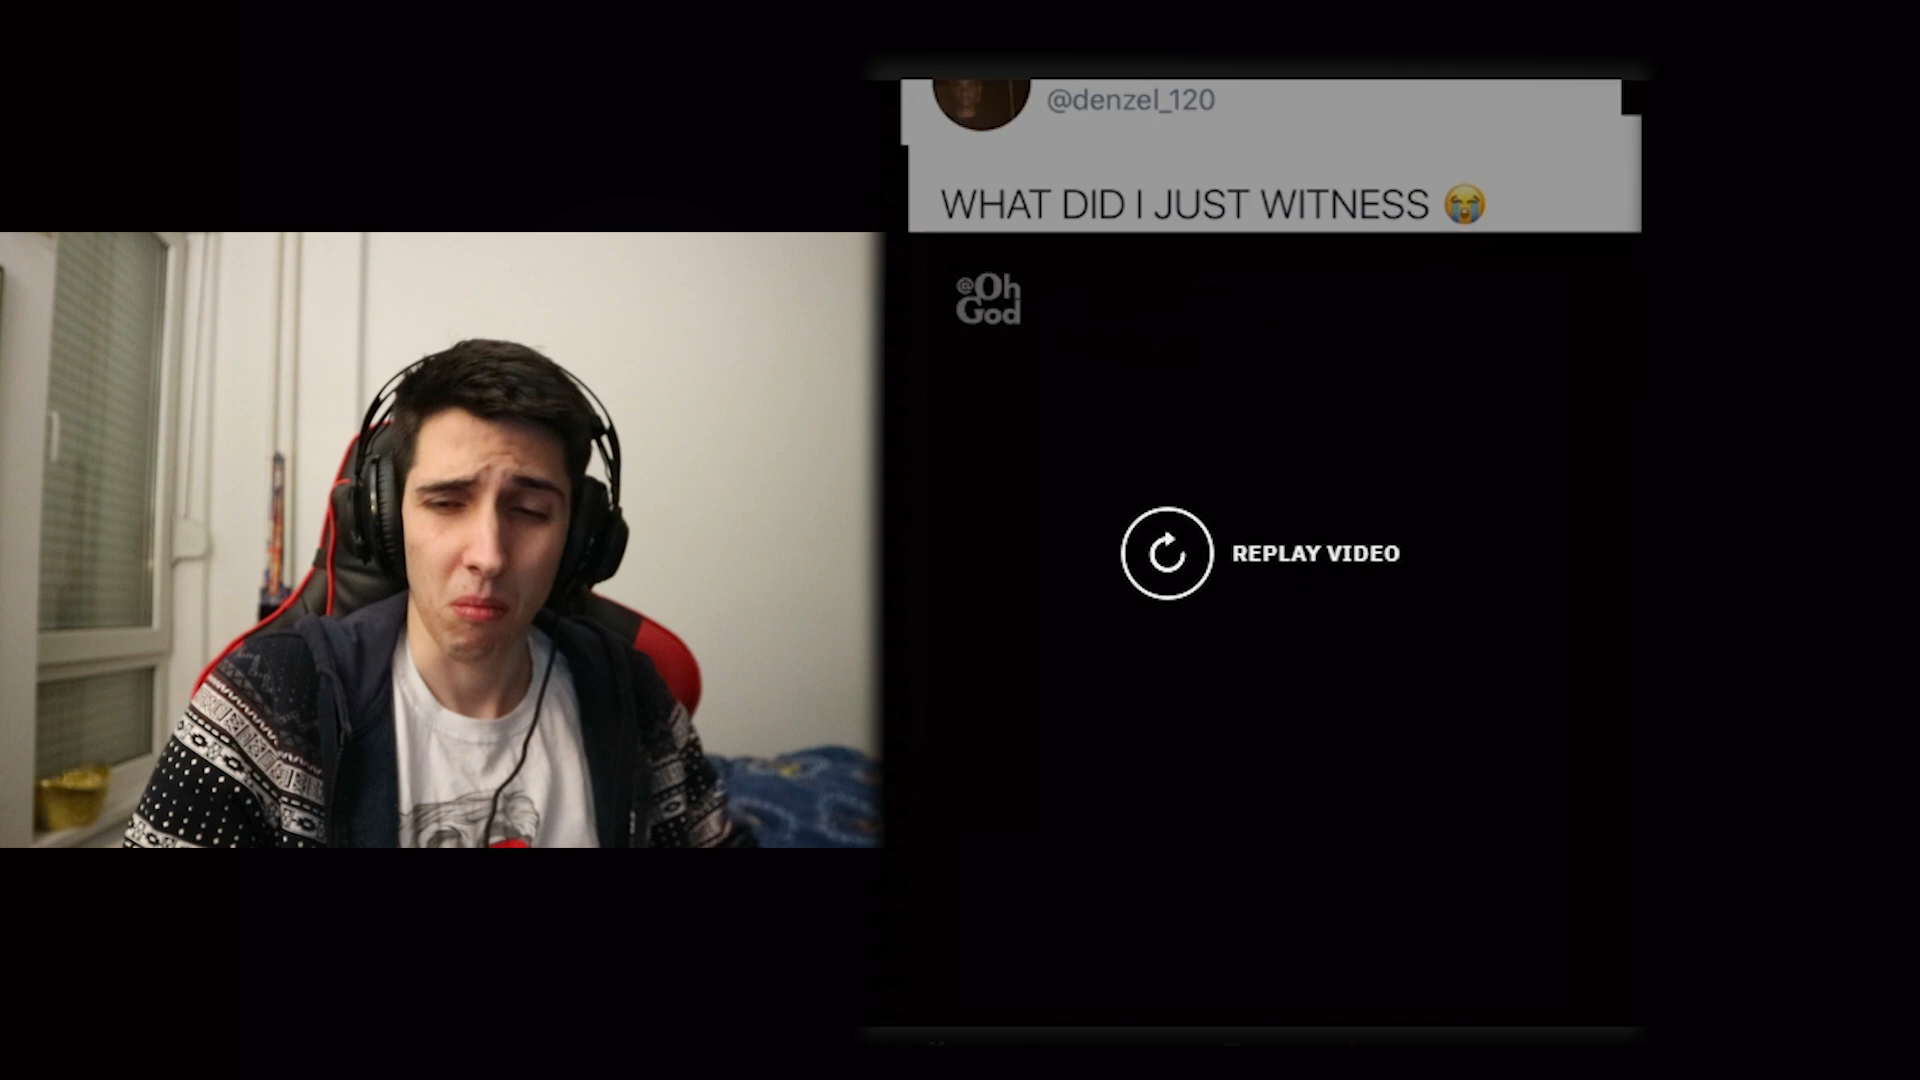 @denzel_120
WHAT DID I JUST WITNESS 😭
@Oh
God
REPLAY VIDEO